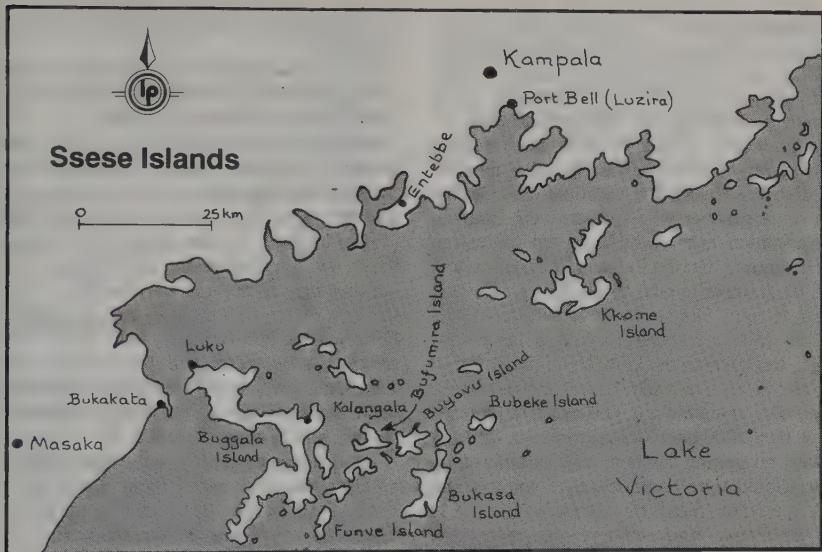 Kampala
Port Bell (Luzira)
lp
Ssese Islands
Entebbe
0 25 km
Bufumira Island
Kkome
Island
Luku
Buyovu Island
Bukakata
Kalangala
Bubeke Island
Masaka
Buggala
Island
Lake
Victoria
Bukasa
Island
Funve Island